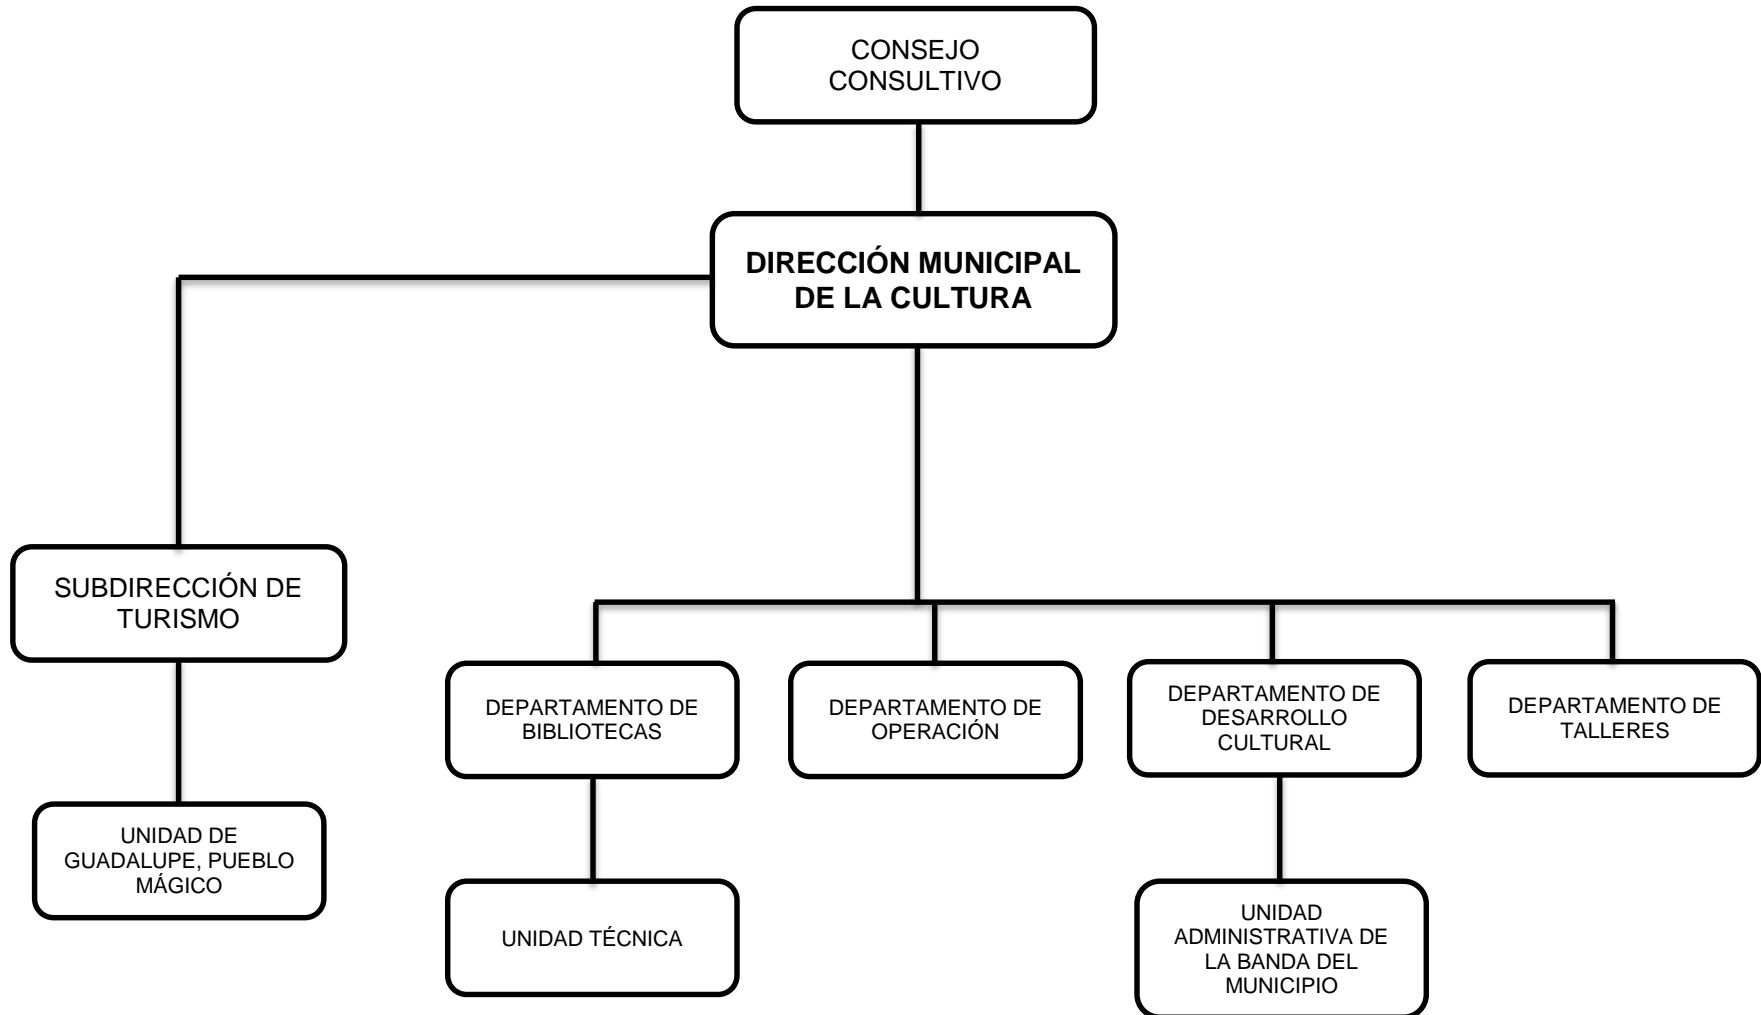 CONSEJO
CONSULTIVO
DIRECCIÓN MUNICIPAL
DE LA CULTURA
SUBDIRECCIÓN DE
TURISMO
DEPARTAMENTO DE
BIBLIOTECAS
DEPARTAMENTO DE
OPERACIÓN
DEPARTAMENTO DE
DESARROLLO
CULTURAL
DEPARTAMENTO DE
TALLERES
UNIDAD DE
GUADALUPE, PUEBLO
MÁGICO
UNIDAD TÉCNICA
UNIDAD
ADMINISTRATIVA DE
LA BANDA DEL
MUNICIPIO